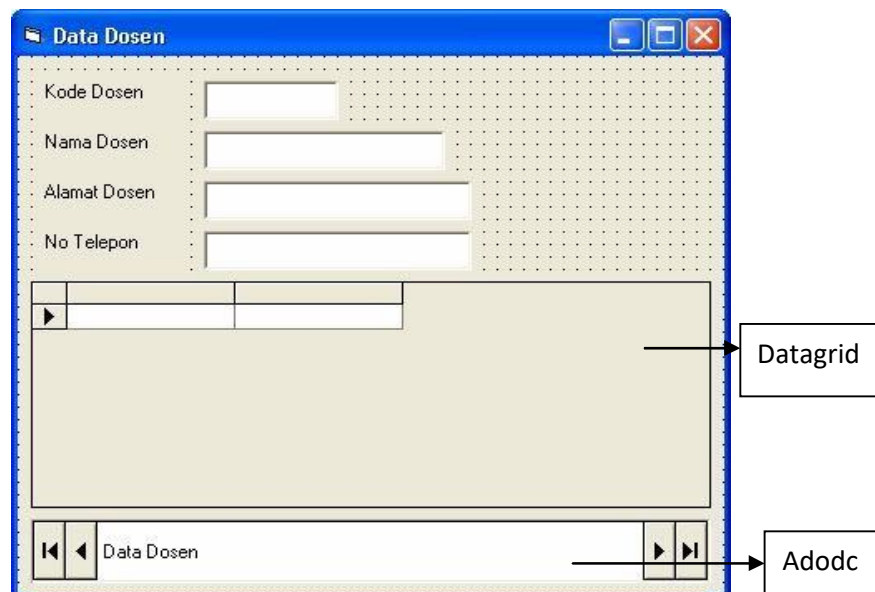 Data Dosen
Kode Dosen
Nama Dosen
Alamat Dosen
No Telepon
Datagrid
Data Dosen
Adodc